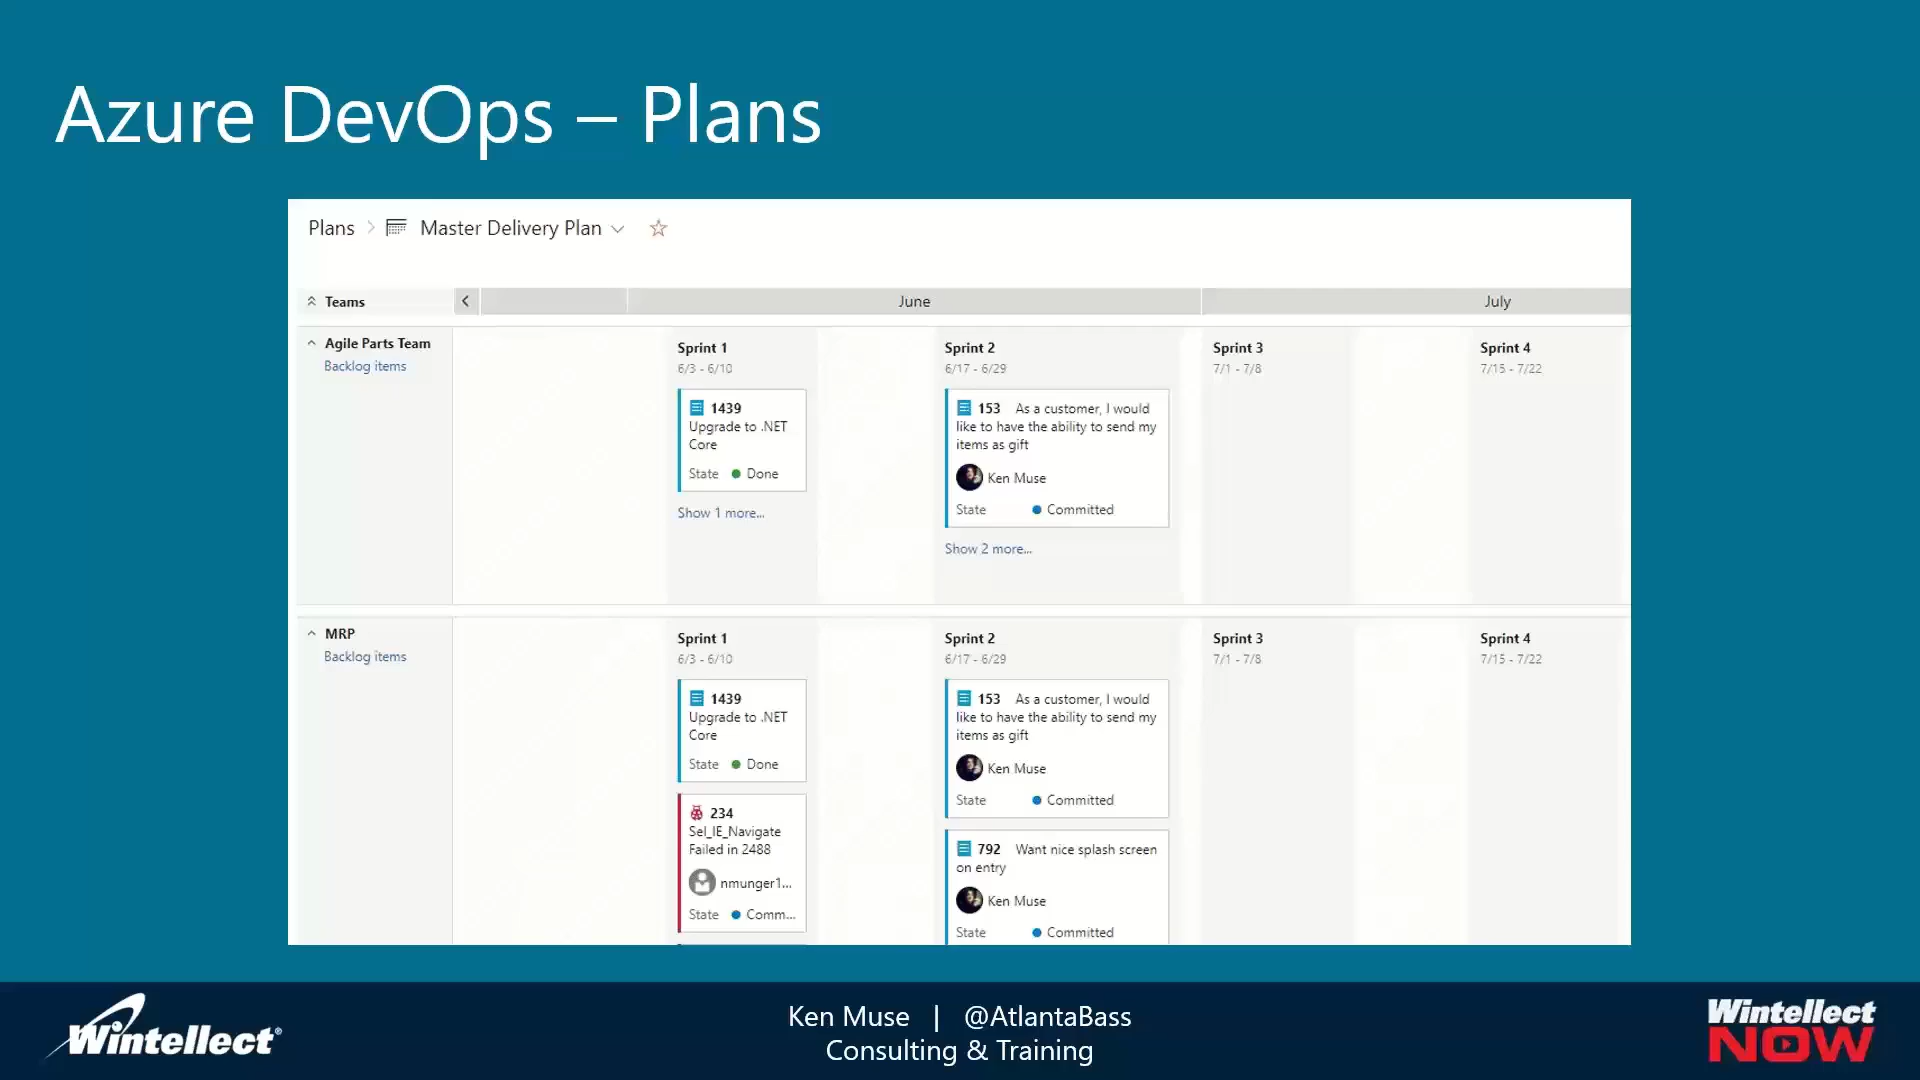 Azure DevOps – Plans
Plans > Master Delivery Plan
Teams
June
July
Agile Parts Team
Backlog items
Sprint 1
6/3 - 6/10
1439
Upgrade to .NET
Core
State Done
Show 1 more...
Sprint 2
6/17 - 6/29
153 As a customer, I would
like to have the ability to send my
items as gift
Ken Muse
State Committed
Show 2 more...
Sprint 3
7/1 - 7/8
Sprint 4
7/15 - 7/22
MRP
Backlog items
Sprint 1
6/3 - 6/10
1439
Upgrade to .NET
Core
State Done
234
Sel_IE_Navigate
Failed in 2488
nmunger1...
State Comm...
Sprint 2
6/17 - 6/29
153 As a customer, I would
like to have the ability to send my
items as gift
Ken Muse
State Committed
792 Want nice splash screen
on entry
Ken Muse
State Committed
Sprint 3
7/1 - 7/8
Sprint 4
7/15 - 7/22
Wintellect®
Ken Muse | @AtlantaBass
Consulting & Training
Wintellect
NOW